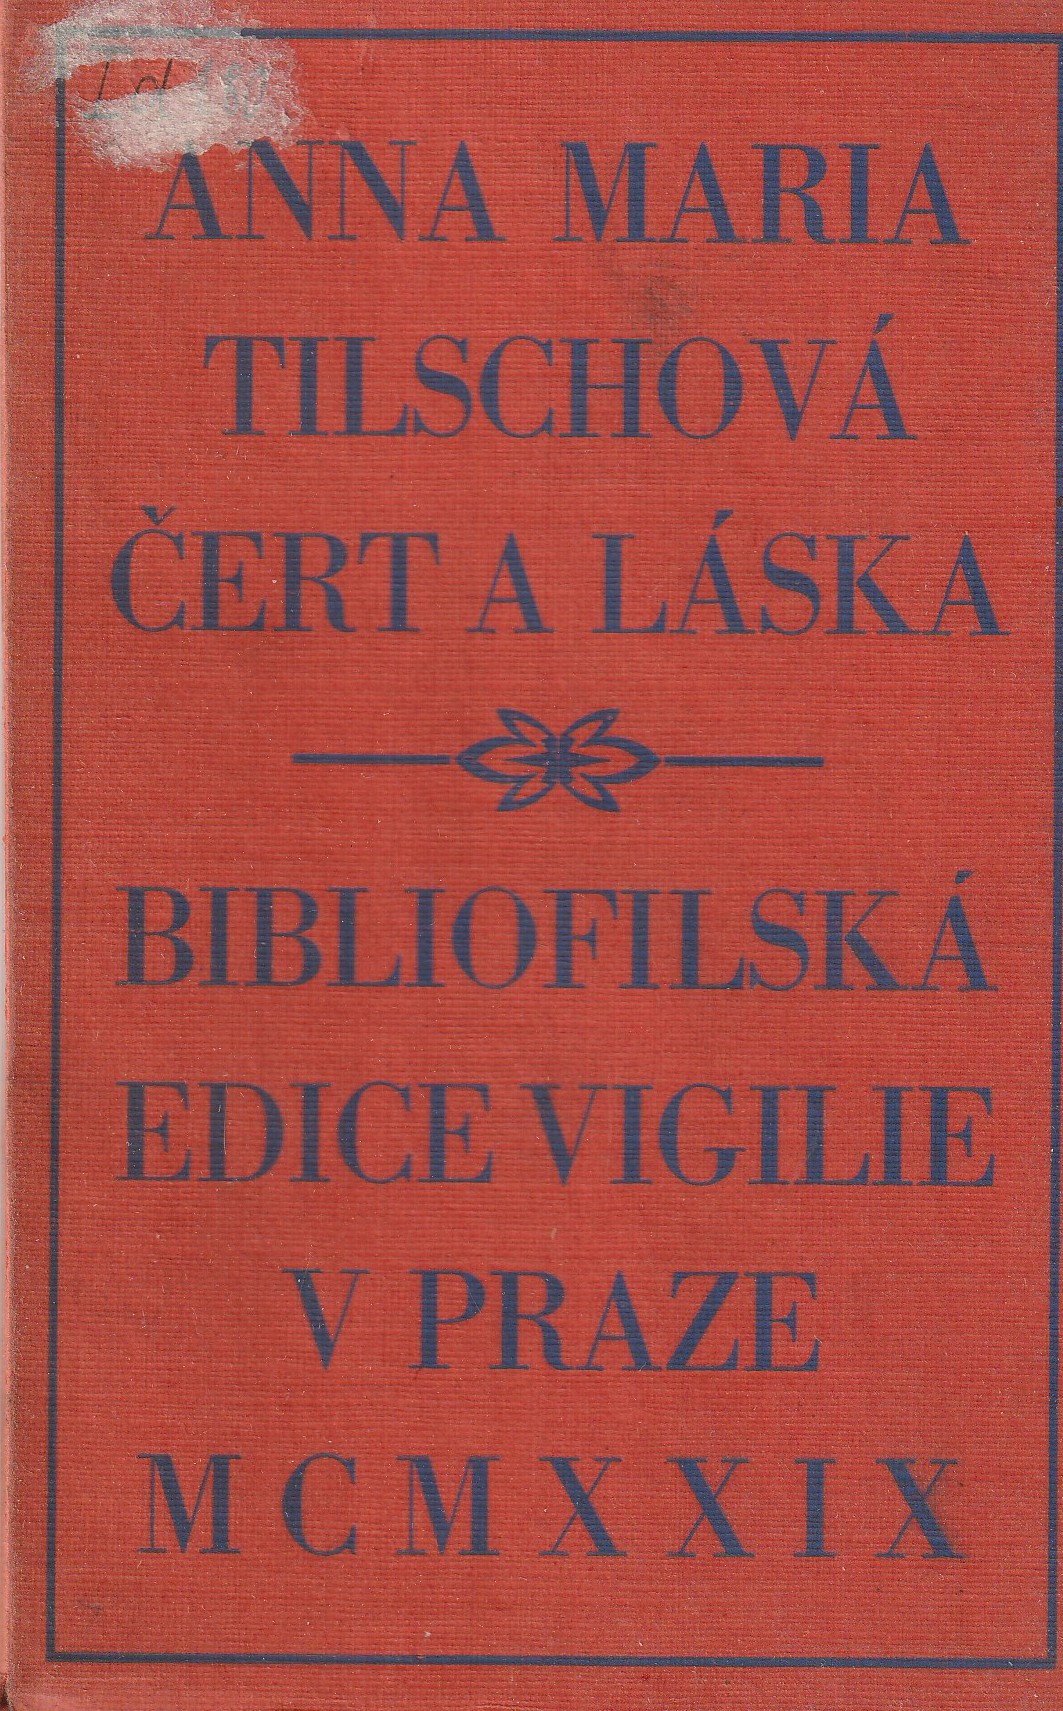 ANNA MARIA
TILSCHOVÁ
ČERT A LÁSKA
BIBLIOFILSKÁ
EDICE VIGILIE
V PRAZE
MCMXXIX